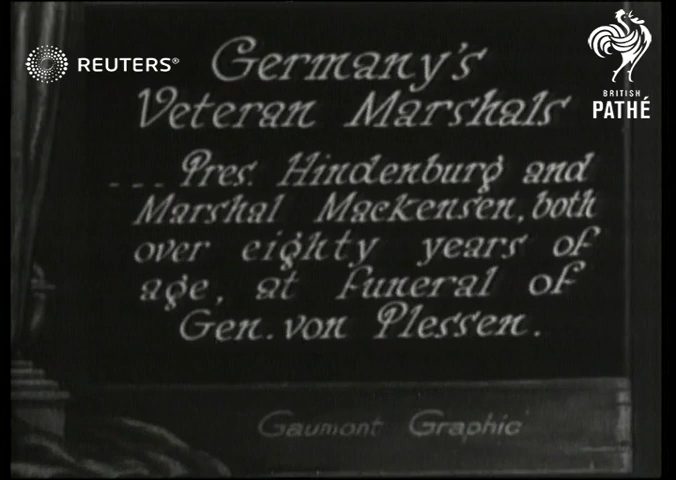 REUTERS®
BRITISH
PATHÉ
Germany's
Veteran Marshals
--- Pres. Hindenburg and
Marshal Mackensen, both
over eighty years of
age, at funeral of
Gen. von Plessen.
Gaumont Graphic